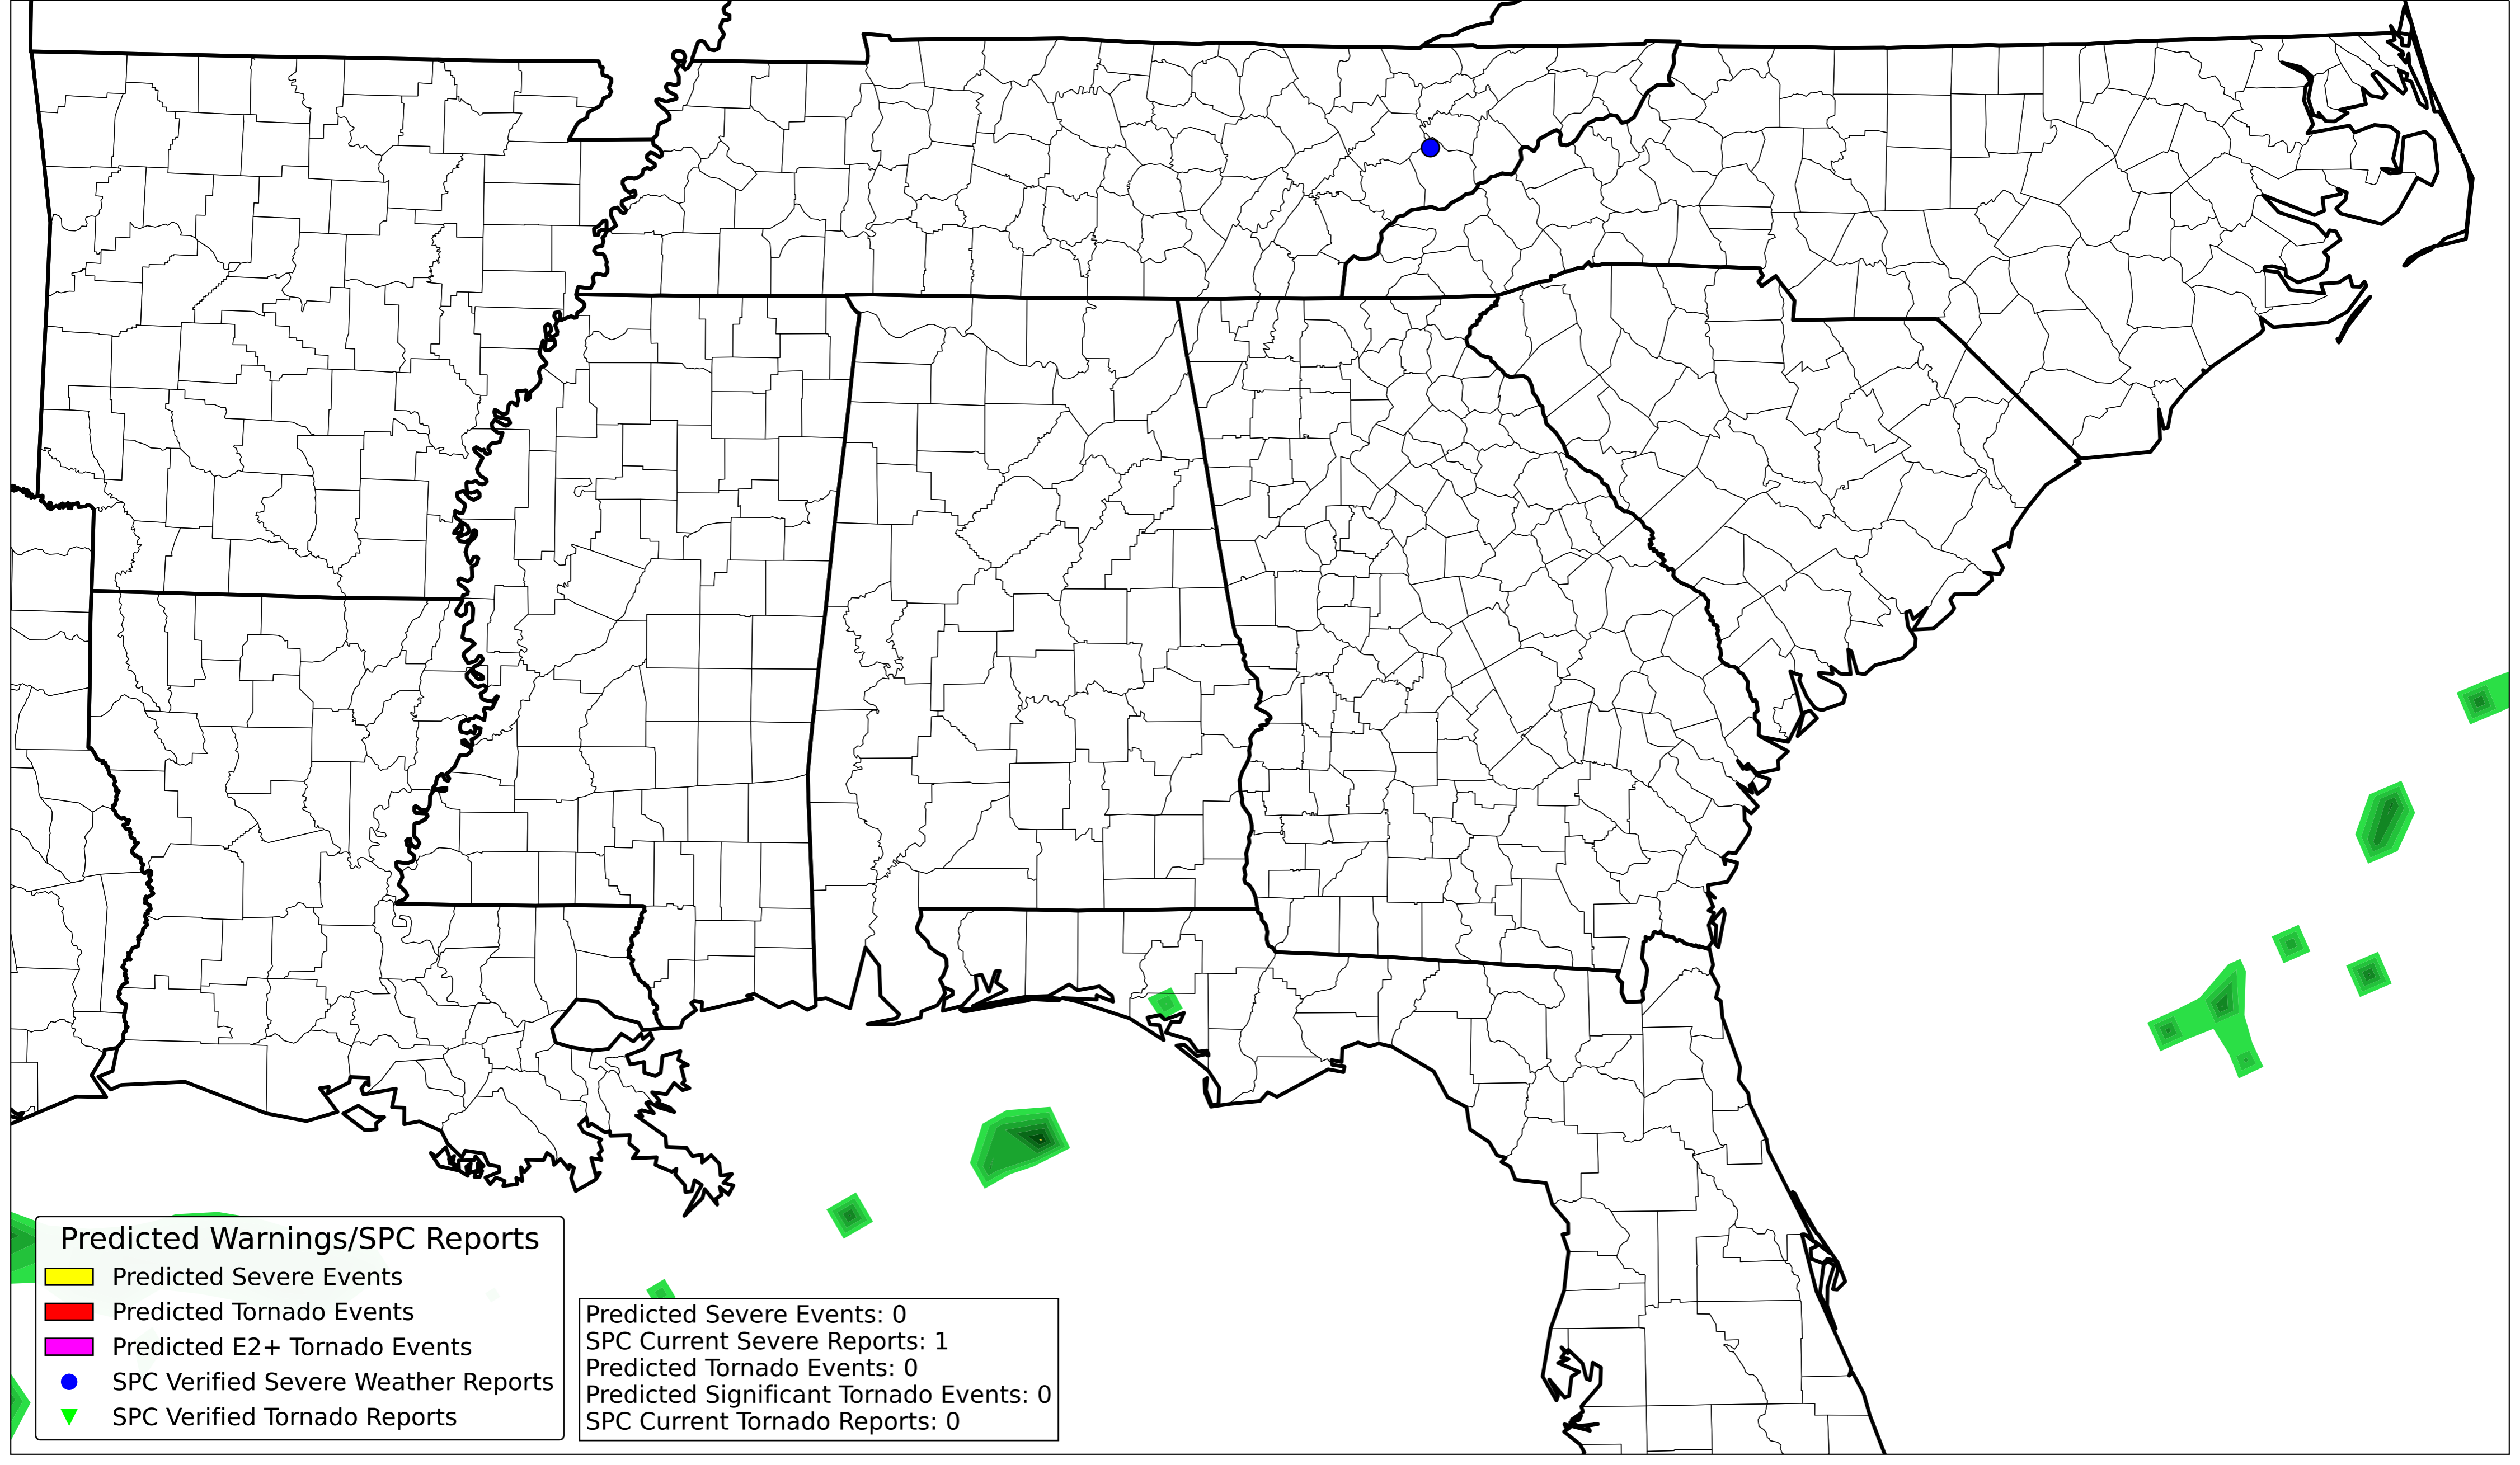 Predicted Warnings/SPC Reports
Predicted Severe Events
Predicted Tornado Events
Predicted E2+ Tornado Events
SPC Verified Severe Weather Reports
SPC Verified Tornado Reports
Predicted Severe Events: 0
SPC Current Severe Reports: 1
Predicted Tornado Events: 0
Predicted Significant Tornado Events: 0
SPC Current Tornado Reports: 0